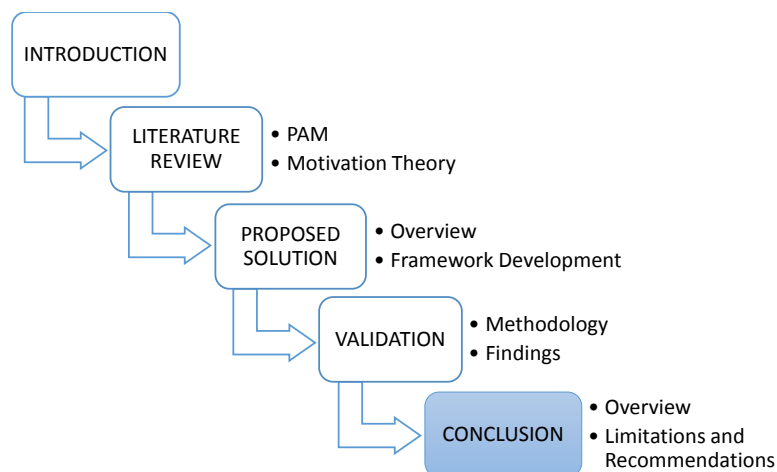 INTRODUCTION
LITERATURE
REVIEW
• PAM
• Motivation Theory
PROPOSED
SOLUTION
• Overview
• Framework Development
VALIDATION
• Methodology
• Findings
CONCLUSION
• Overview
• Limitations and
Recommendations